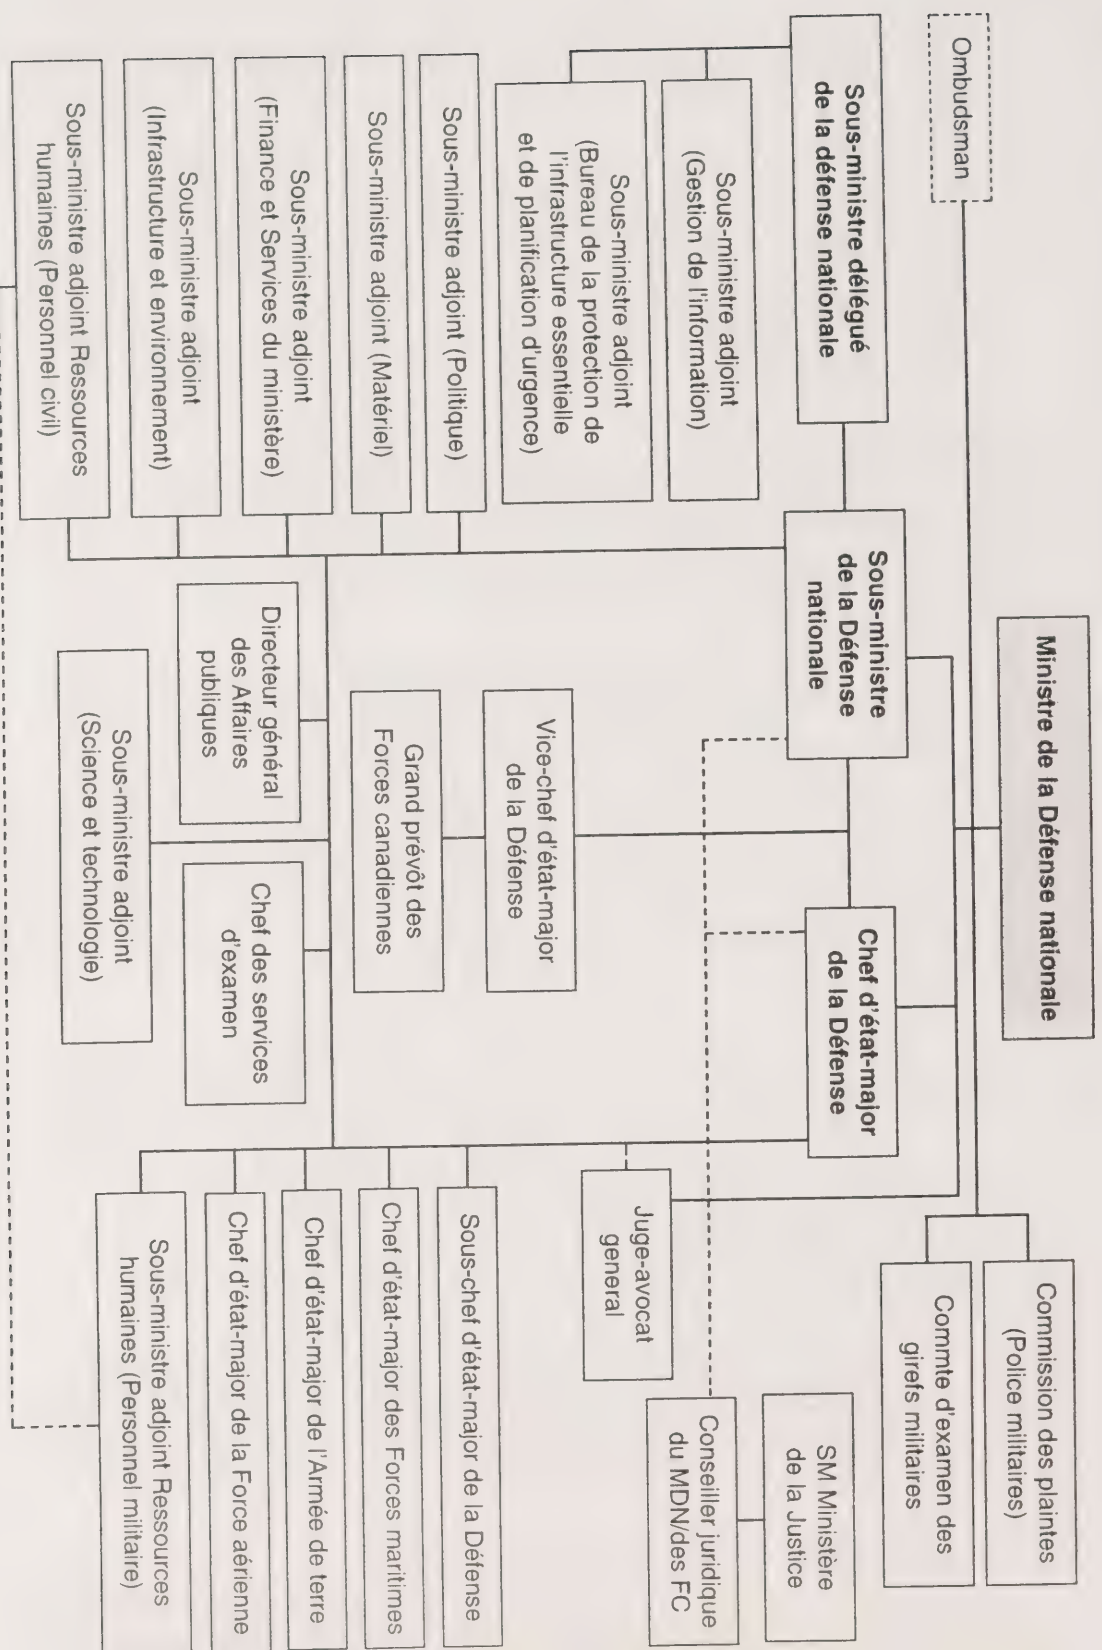 Ministre de la Défense nationale
Ombudsman
Commission des plaintes
(Police militaires)
Commte d'examen des
girefs militaires
Sous-ministre délégué
de la défense nationale
Sous-ministre
de la Défense
nationale
Chef d'état-major
de la Défense
SM Ministère
de la Justice
Conseiller juridique
du MDN/des FC
Juge-avocat
general
Sous-ministre adjoint
(Gestion de l'information)
Sous-ministre adjoint
(Bureau de la protection de
l'infrastructure essentielle
et de planification d'urgence)
Vice-chef d'état-major
de la Défense
Grand prévôt des
Forces canadiennes
Sous-ministre adjoint (Politique)
Sous-ministre adjoint (Matériel)
Sous-ministre adjoint
(Finance et Services du ministère)
Sous-ministre adjoint
(Infrastructure et environnement)
Sous-ministre adjoint Ressources
humaines (Personnel civil)
Directeur général
des Affaires
publiques
Chef des services
d'examen
Sous-ministre adjoint
(Science et technologie)
Sous-chef d'état-major de la Défense
Chef d'état-major des Forces maritimes
Chef d'état-major de l'Armée de terre
Chef d'état-major de la Force aérienne
Sous-ministre adjoint Ressources
humaines (Personnel militaire)